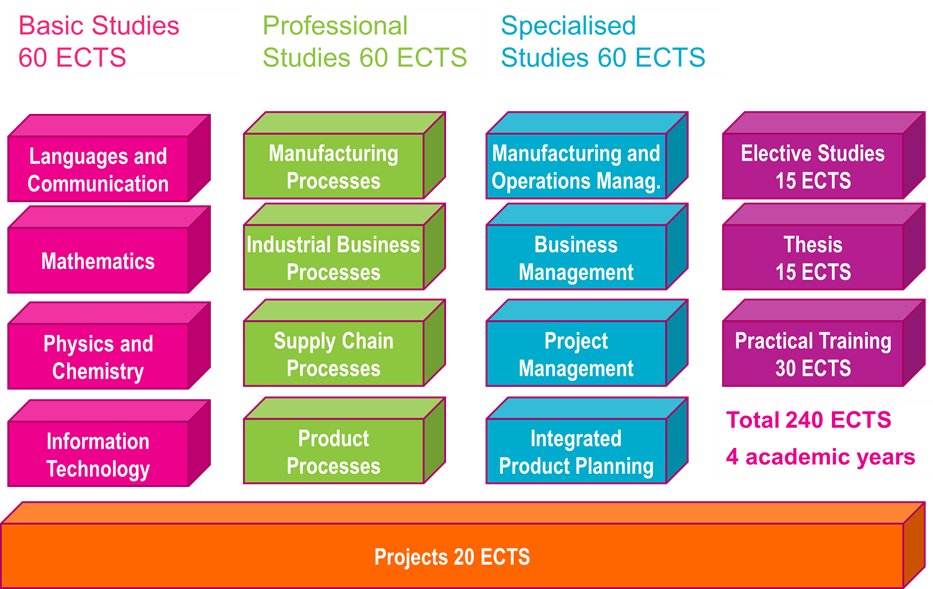 Basic Studies
60 ECTS
Professional
Studies 60 ECTS
Specialised
Studies 60 ECTS
Languages and
Communication
Mathematics
Physics and
Chemistry
Information
Technology
Manufacturing
Processes
Industrial Business
Processes
Supply Chain
Processes
Product
Processes
Manufacturing and
Operations Manag.
Business
Management
Project
Management
Integrated
Product Planning
Elective Studies
15 ECTS
Thesis
15 ECTS
Practical Training
30 ECTS
Total 240 ECTS
4 academic years
Projects 20 ECTS